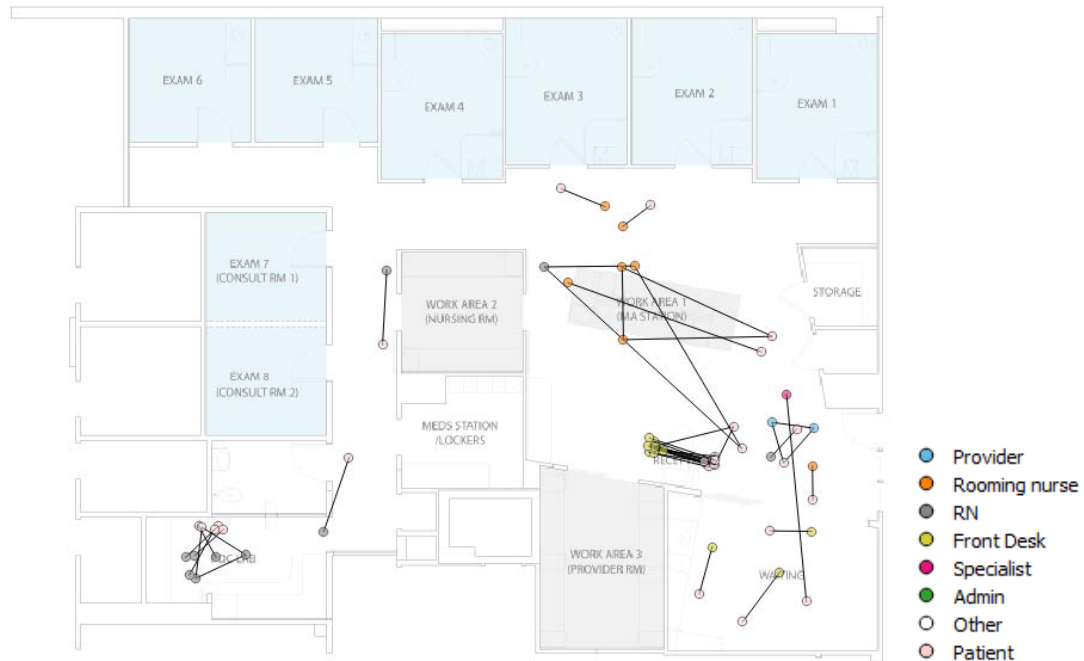 EXAM 6
EXAM 5
EXAM 4
EXAM 3
EXAM 2
EXAM 1
EXAM 7
(CONSULT RM 1)
WORK AREA 2
(NURSING RM)
WORK AREA 1
(MA STATION)
STORAGE
EXAM 8
(CONSULT RM 2)
MEDS STATION
/LOCKERS
WORK AREA 3
(PROVIDER RM)
WAITING
Provider
Rooming nurse
RN
Front Desk
Specialist
Admin
Other
Patient